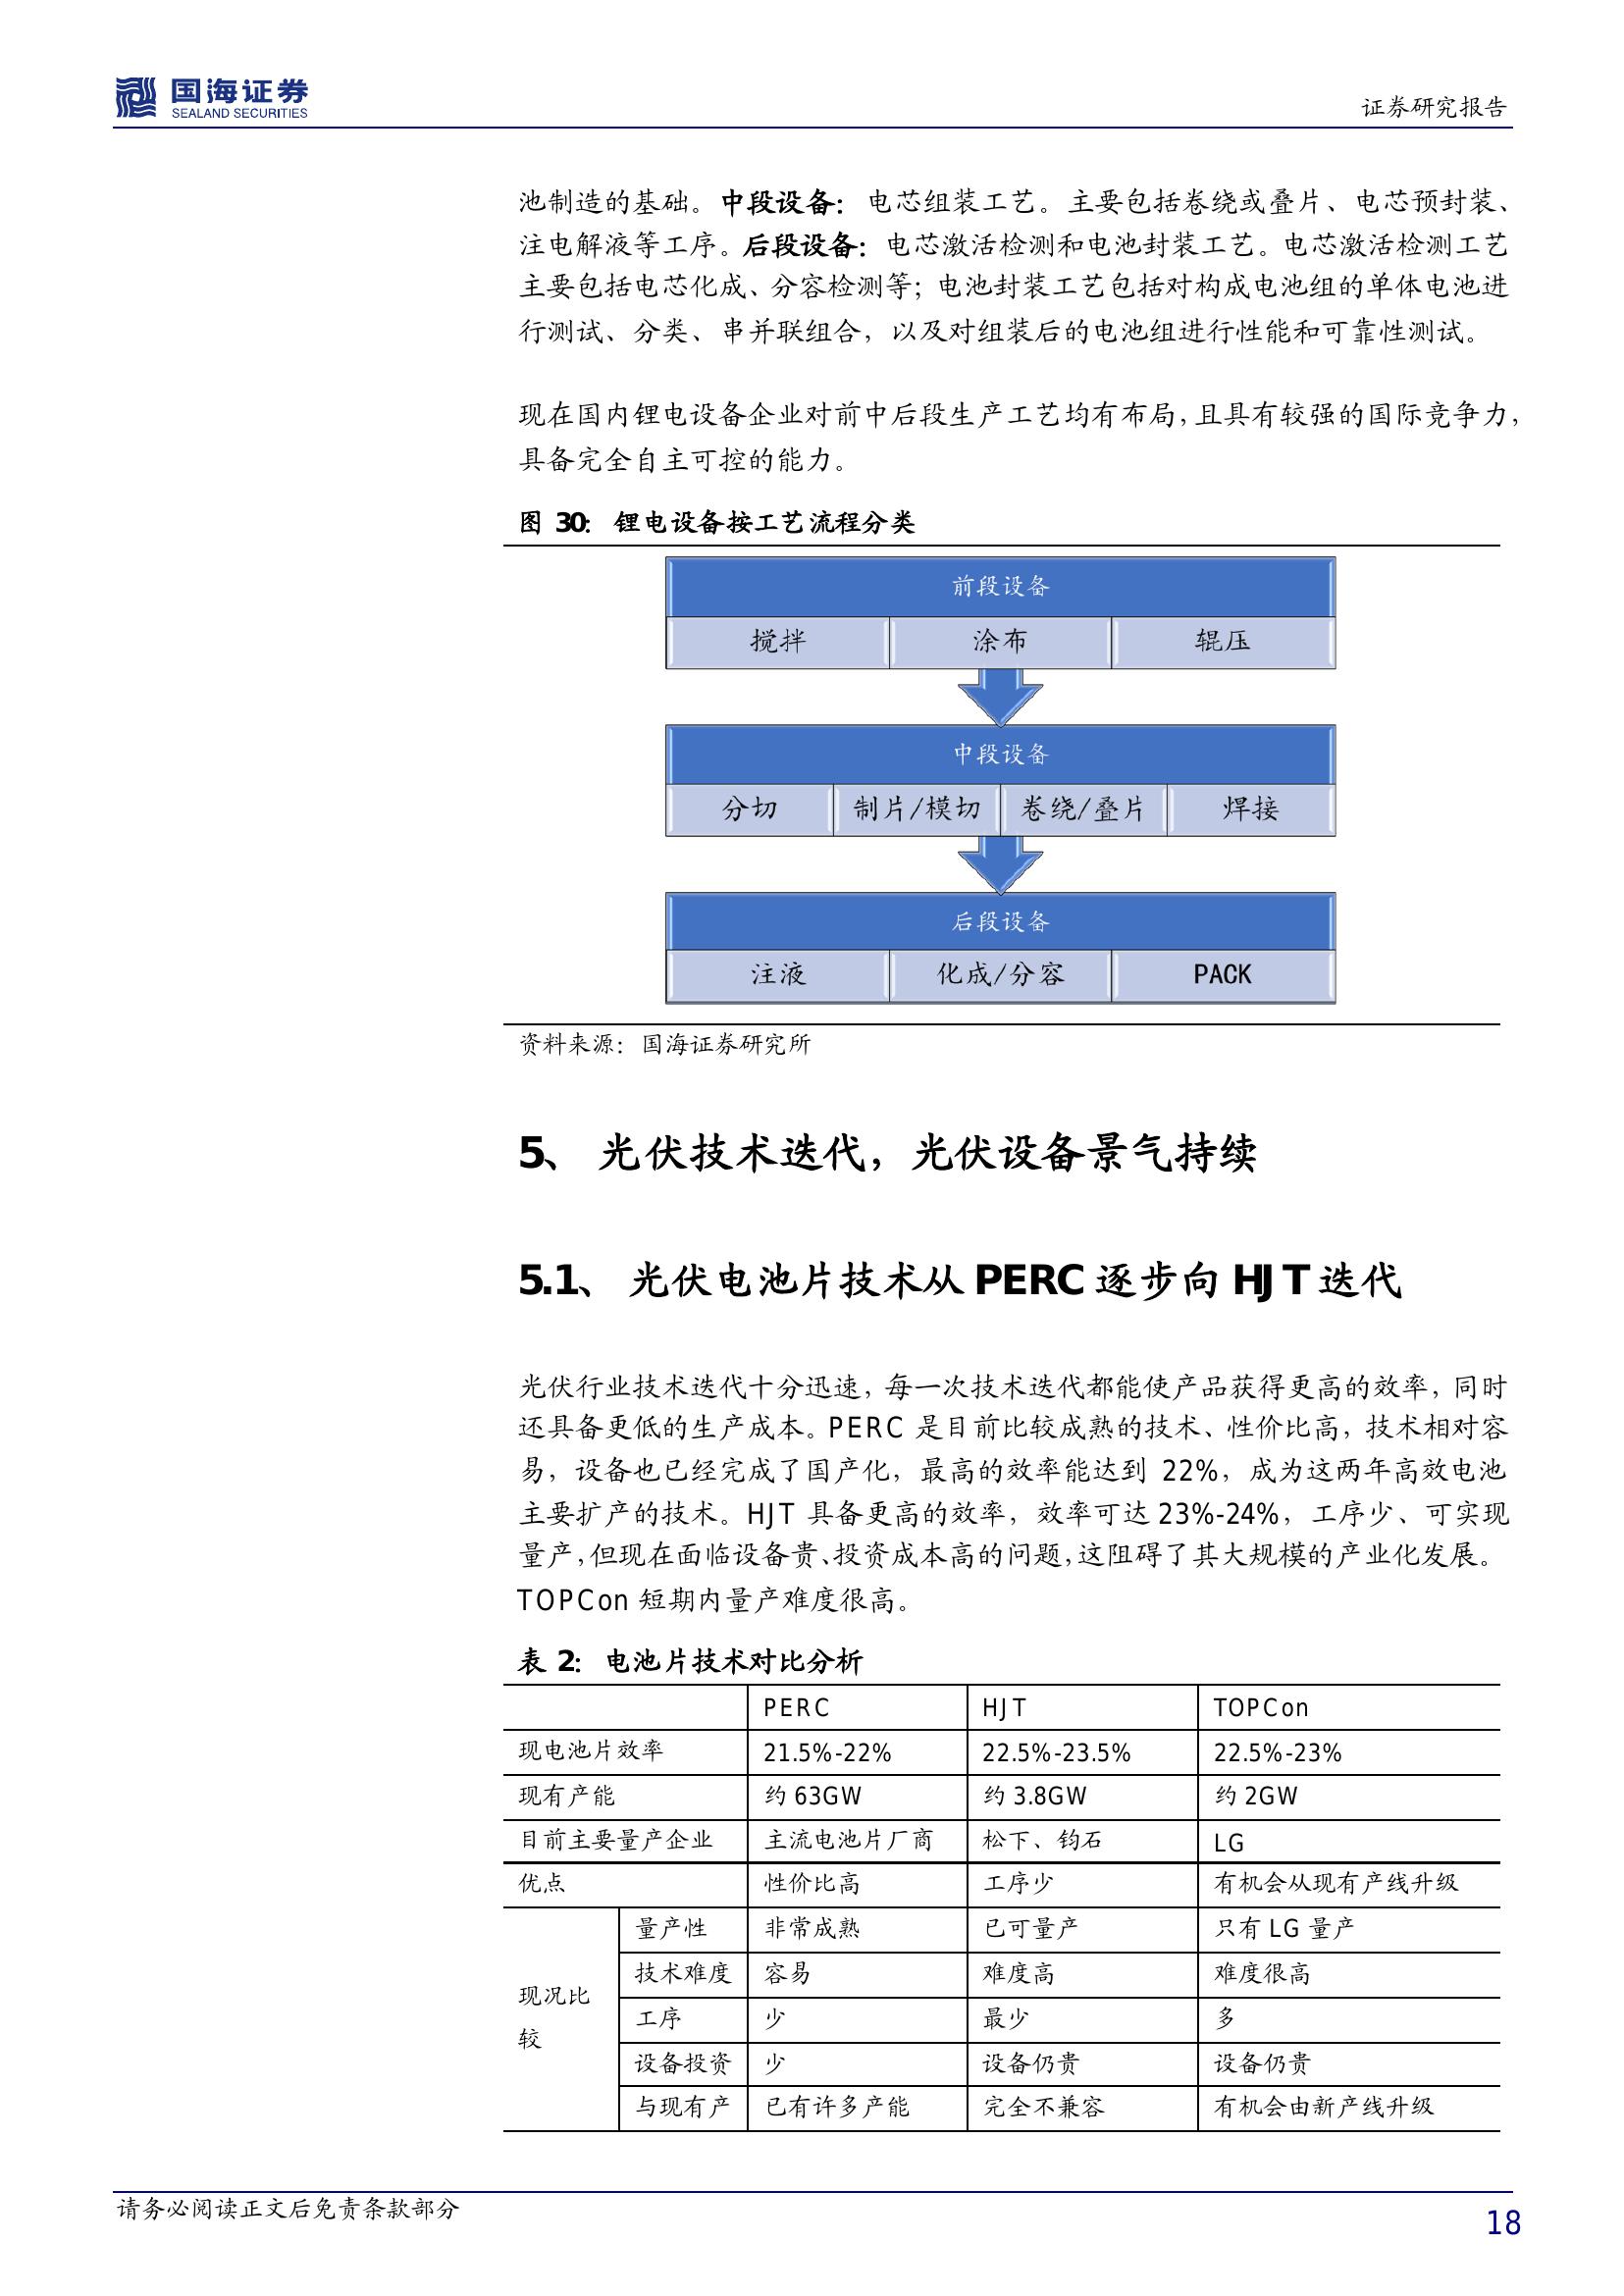 国海证券
SEALAND SECURITIES
证券研究报告
池制造的基础。中段设备：电芯组装工艺。主要包括卷绕或叠片、电芯预封装、
注电解液等工序。后段设备：电芯激活检测和电池封装工艺。电芯激活检测工艺
主要包括电芯化成、分容检测等；电池封装工艺包括对构成电池组的单体电池进
行测试、分类、串并联组合，以及对组装后的电池组进行性能和可靠性测试。
现在国内锂电设备企业对前中后段生产工艺均有布局，且具有较强的国际竞争力，
具备完全自主可控的能力。
图 30：锂电设备按工艺流程分类
前段设备
搅拌 涂布 辊压
中段设备
分切 制片/模切 卷绕/叠片 焊接
后段设备
注液 化成/分容 PACK
资料来源：国海证券研究所
5、 光伏技术迭代，光伏设备景气持续
5.1、 光伏电池片技术从 PERC 逐步向 HJT 迭代
光伏行业技术迭代十分迅速，每一次技术迭代都能使产品获得更高的效率，同时
还具备更低的生产成本。PERC 是目前比较成熟的技术、性价比高，技术相对容
易，设备也已经完成了国产化，最高的效率能达到 22%，成为这两年高效电池
主要扩产的技术。HJT 具备更高的效率，效率可达 23%-24%，工序少、可实现
量产，但现在面临设备贵、投资成本高的问题，这阻碍了其大规模的产业化发展。
TOPCon 短期内量产难度很高。
表 2：电池片技术对比分析
PERC HJT TOPCon
现电池片效率 21.5%-22% 22.5%-23.5% 22.5%-23%
现有产能 约 63GW 约 3.8GW 约 2GW
目前主要量产企业 主流电池片厂商 松下、钧石 LG
优点 性价比高 工序少 有机会从现有产线升级
现况比
较
量产性 非常成熟 已可量产 只有 LG 量产
技术难度 容易 难度高 难度很高
工序 少 最少 多
设备投资 少 设备仍贵 设备仍贵
与现有产 已有许多产能 完全不兼容 有机会由新产线升级
请务必阅读正文后免责条款部分
18